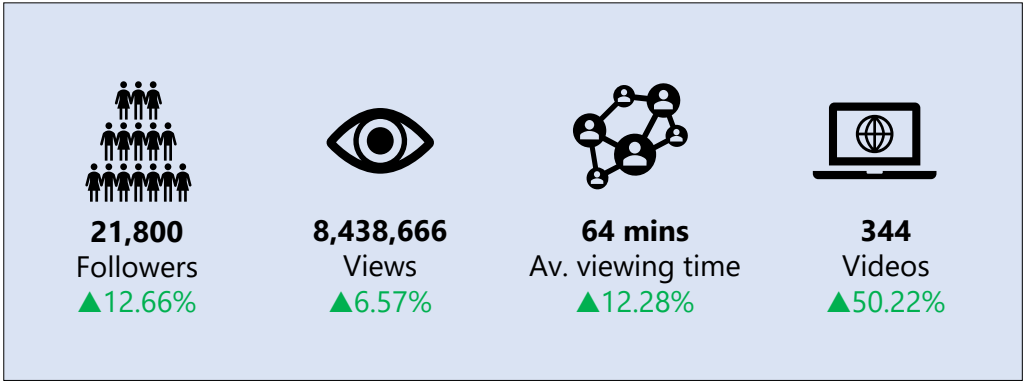 21,800
Followers
▲12.66%
8,438,666
Views
▲6.57%
64 mins
Av. viewing time
▲12.28%
344
Videos
▲50.22%